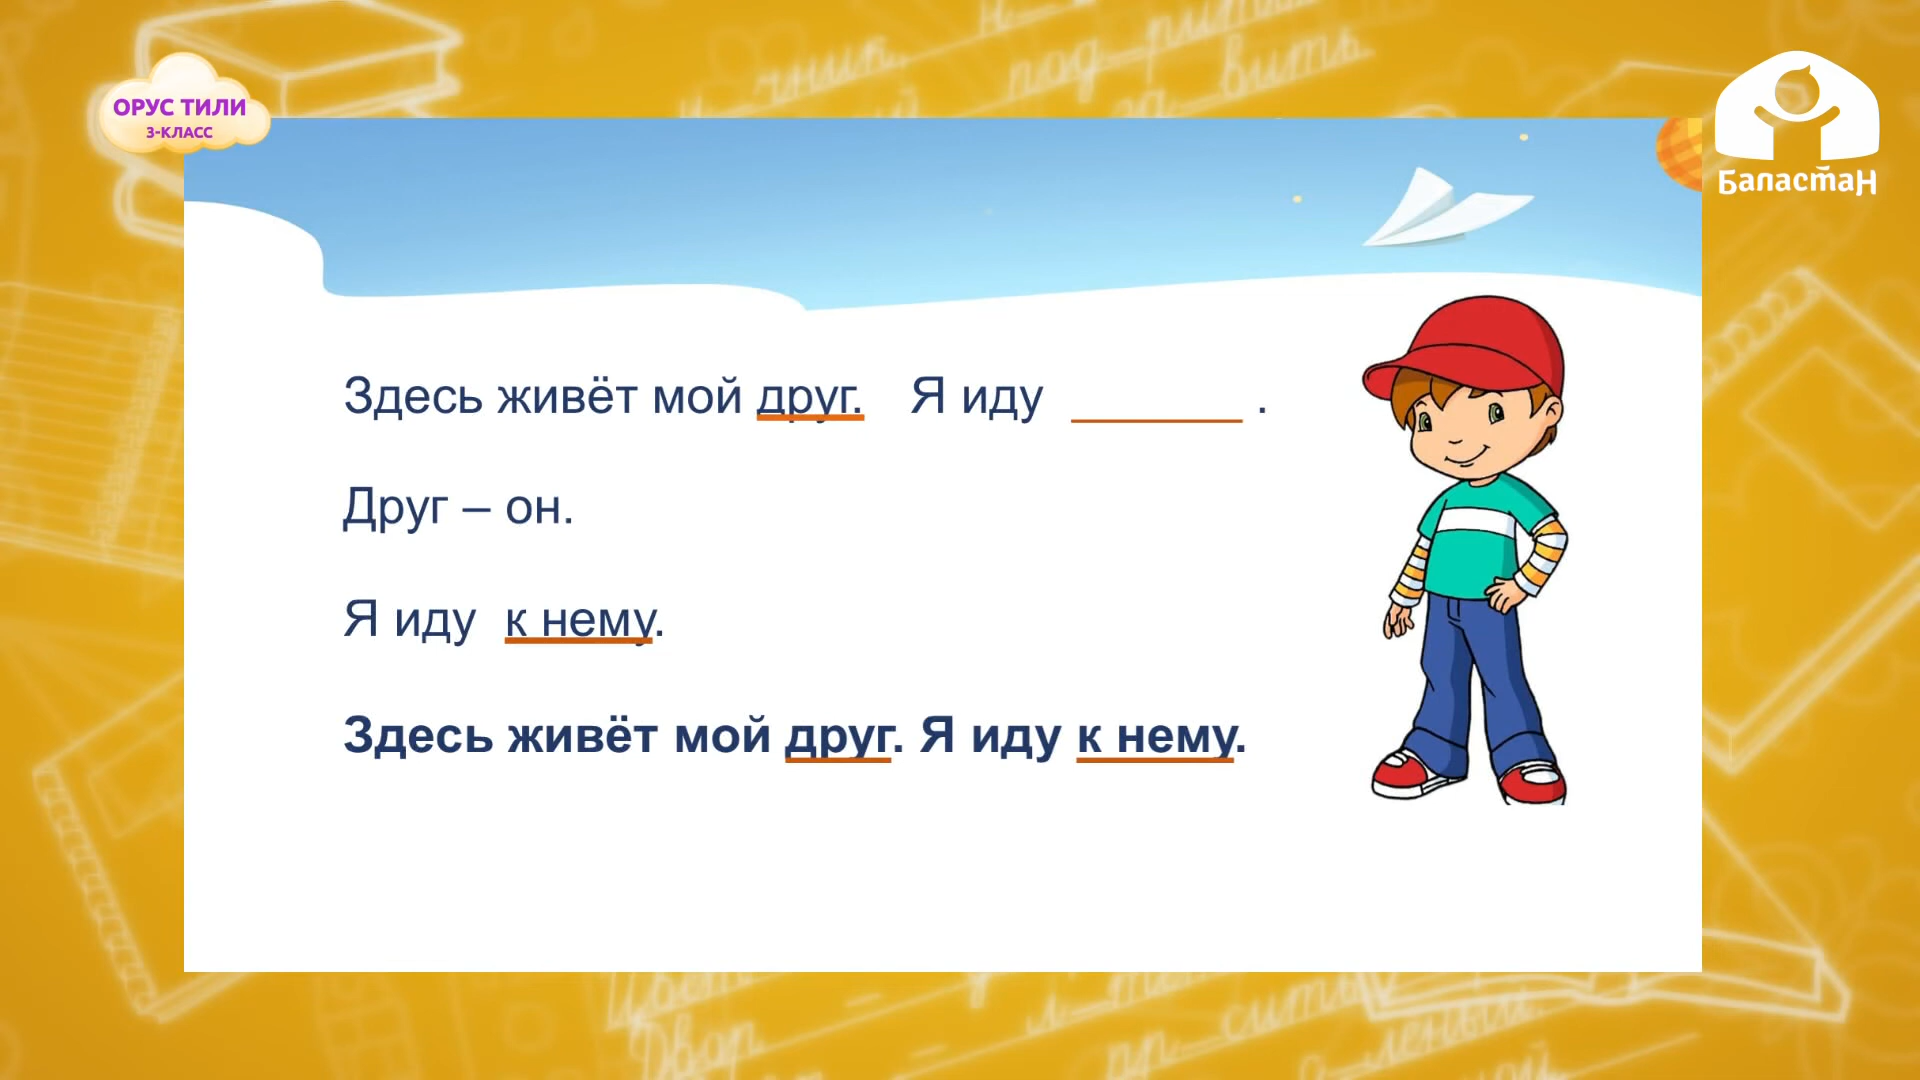 ОРУС ТИЛИ
3-КЛАСС
Баластан
Здесь живёт мой друг. Я иду ______ .
Друг – он.
Я иду к нему.
Здесь живёт мой друг. Я иду к нему.